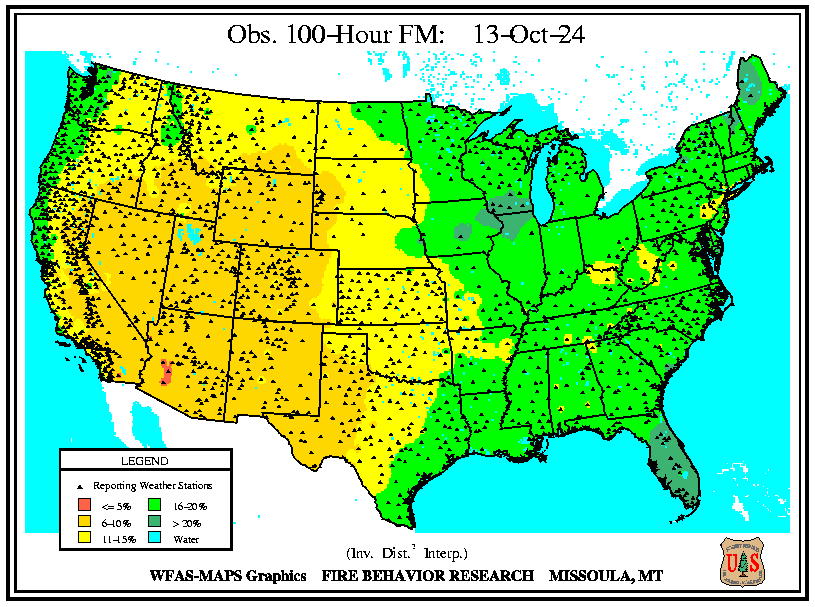 Obs. 100-Hour FM: 13-Oct-24
LEGEND
Reporting Weather Stations
<= 5% 16-20%
6-10% > 20%
11-15% Water
(Inv. Dist.² Interp.)
WFAS-MAPS Graphics FIRE BEHAVIOR RESEARCH MISSOULA, MT
US